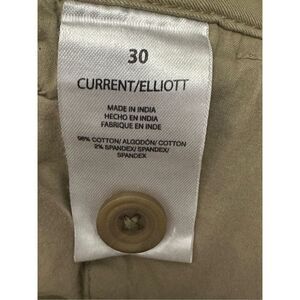 30
CURRENT/ELLIOTT
MADE IN INDIA
HECHO EN INDIA
FABRIQUE EN INDE
98% COTTON/ ALGODÓN/ COTTON
2% SPANDEX/ SPANDEX/
SPANDEX